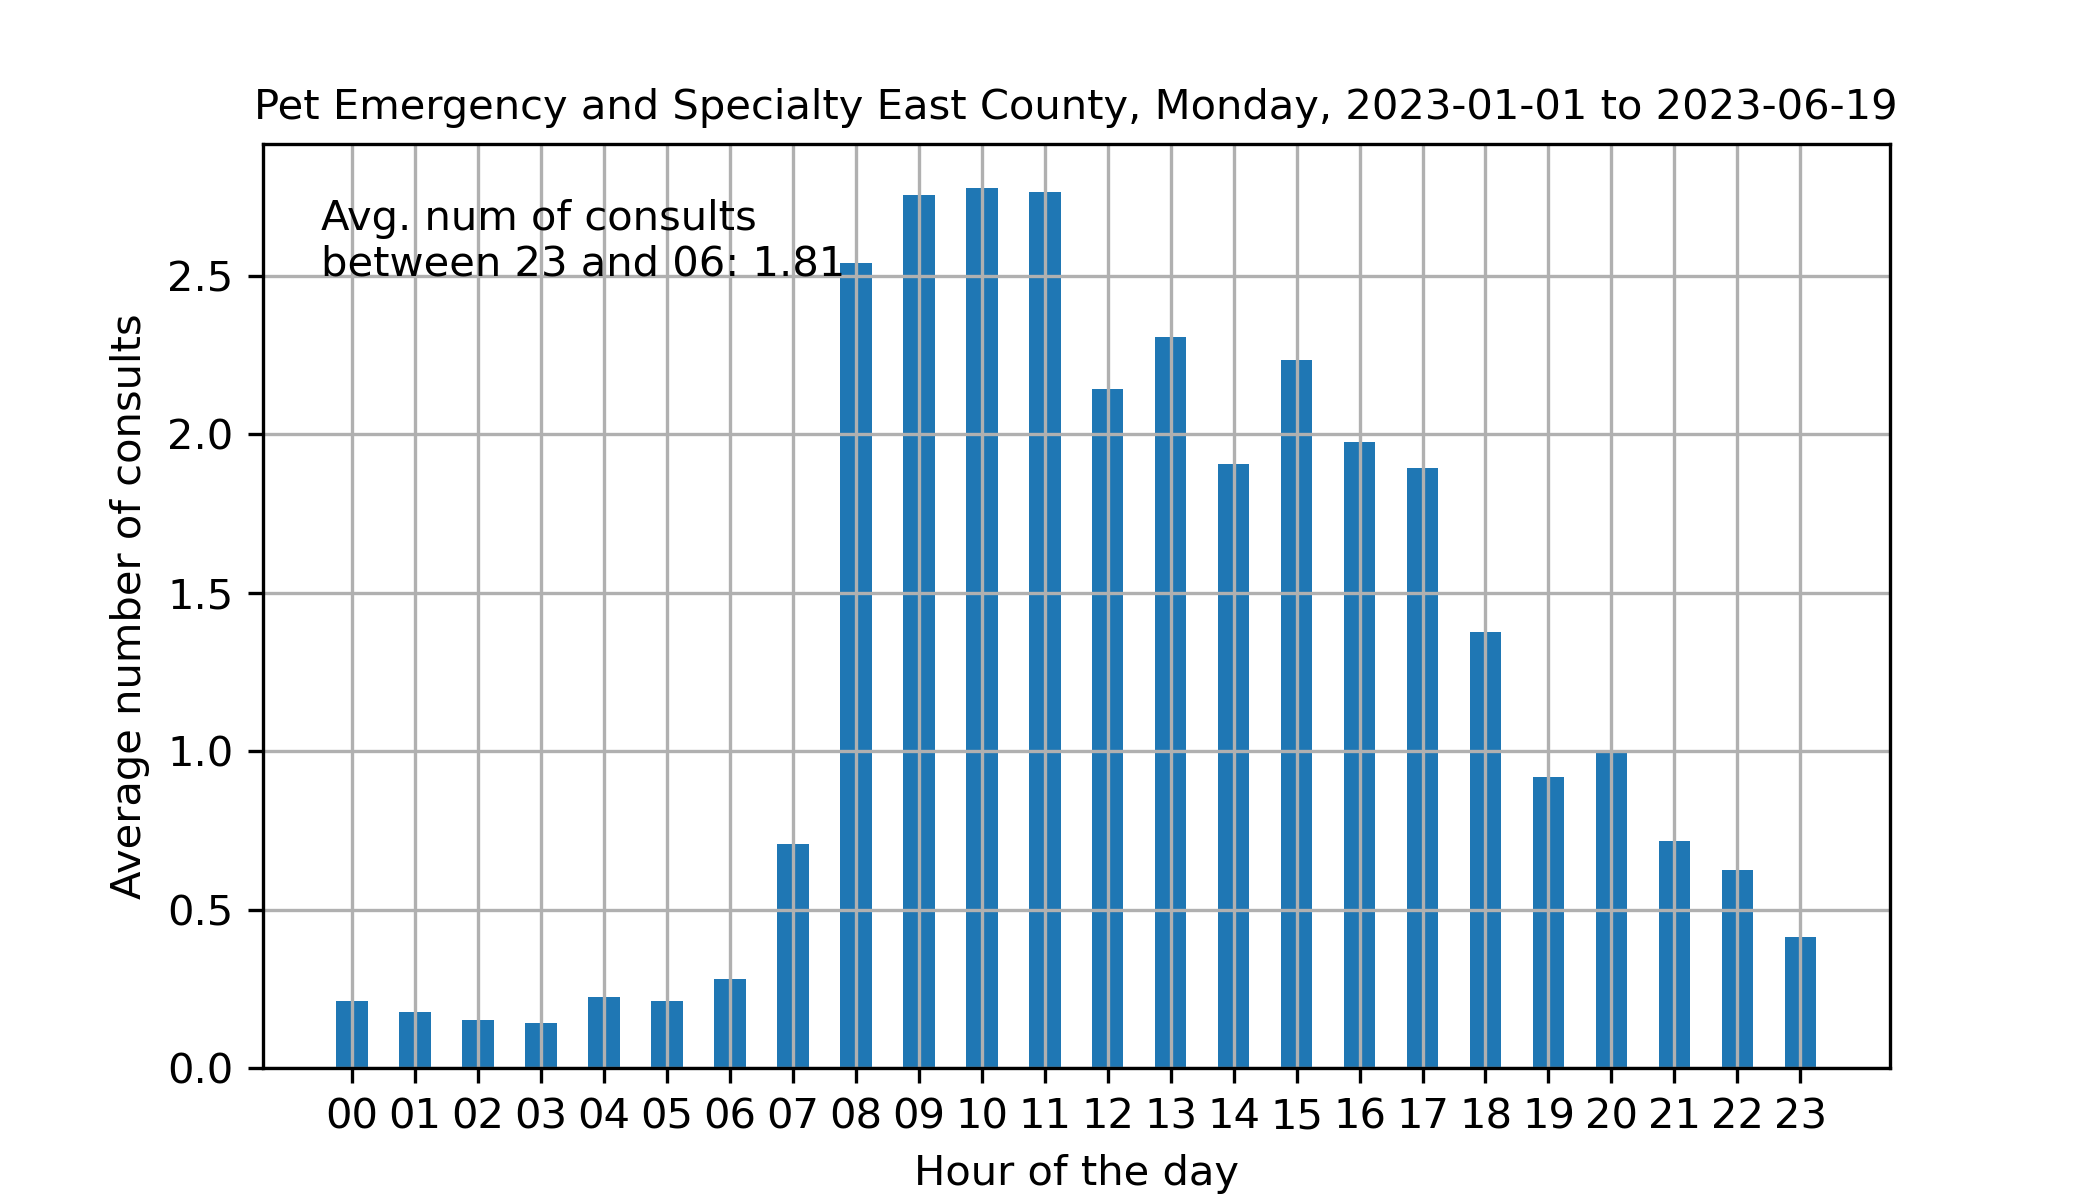 Pet Emergency and Specialty East County, Monday, 2023-01-01 to 2023-06-19
Avg. num of consults
between 23 and 06: 1.81
Average number of consults
2.5
2.0
1.5
1.0
0.5
0.0
00 01 02 03 04 05 06 07 08 09 10 11 12 13 14 15 16 17 18 19 20 21 22 23
Hour of the day